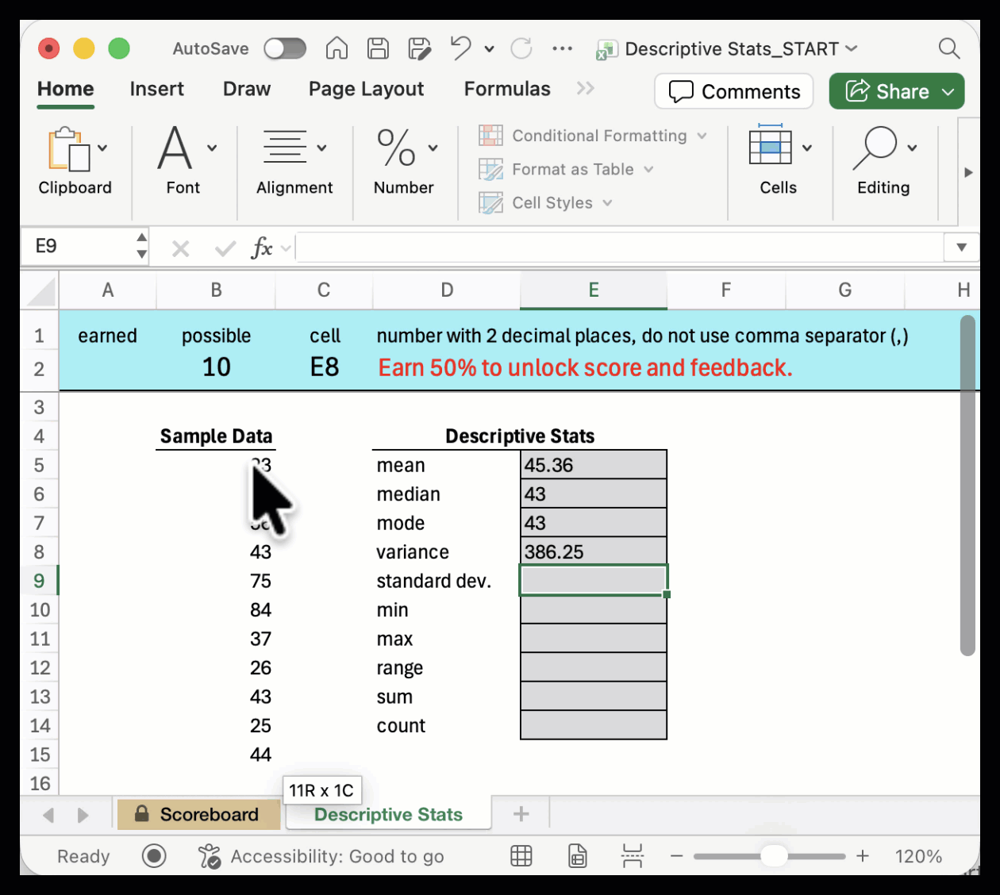 AutoSave Descriptive Stats_START
Home Insert Draw Page Layout Formulas Comments Share
Conditional Formatting
Format as Table
Cell Styles
Clipboard Font Alignment Number Cells Editing
E9 fx
A B C D E F G H
1 earned possible cell number with 2 decimal places, do not use comma separator (,)
2 10 E8 Earn 50% to unlock score and feedback.
3
4 Sample Data Descriptive Stats
5 mean 45.36
6 median 43
7 mode 43
8 43 variance 386.25
9 75 standard dev.
10 84 min
11 37 max
12 26 range
13 43 sum
14 25 count
15 44
16
11R x 1C
Scoreboard Descriptive Stats
Ready Accessibility: Good to go 120%